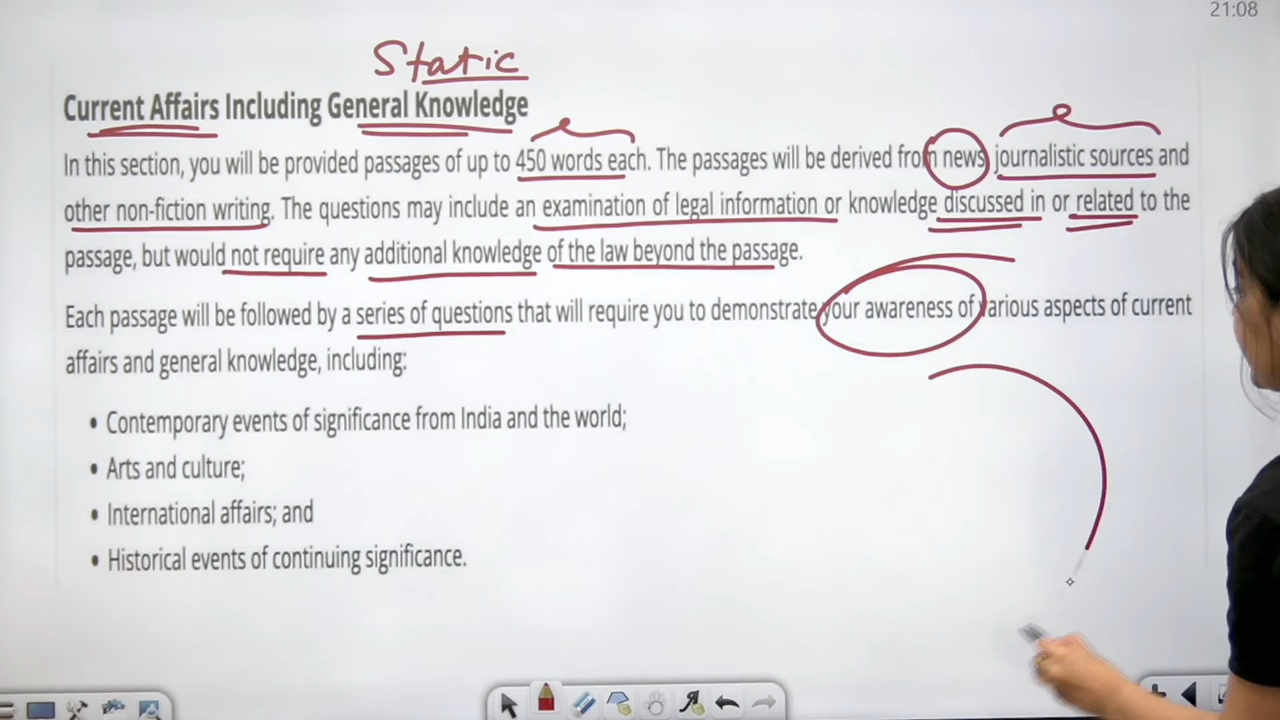 21:08
Static
Current Affairs Including General Knowledge
In this section, you will be provided passages of up to 450 words each. The passages will be derived from news, journalistic sources and
other non-fiction writing. The questions may include an examination of legal information or knowledge discussed in or related to the
passage, but would not require any additional knowledge of the law beyond the passage.
Each passage will be followed by a series of questions that will require you to demonstrate your awareness of various aspects of current
affairs and general knowledge, including:
• Contemporary events of significance from India and the world;
• Arts and culture;
• International affairs; and
• Historical events of continuing significance.